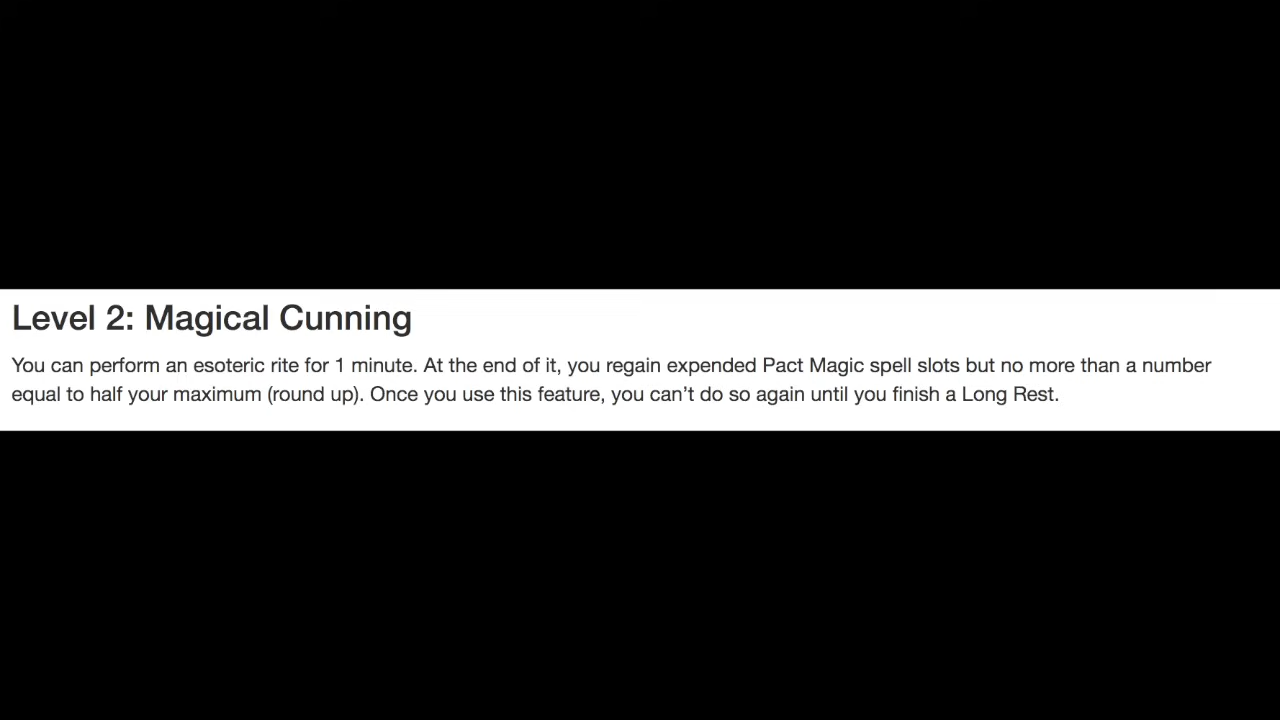 Level 2: Magical Cunning
You can perform an esoteric rite for 1 minute. At the end of it, you regain expended Pact Magic spell slots but no more than a number
equal to half your maximum (round up). Once you use this feature, you can’t do so again until you finish a Long Rest.